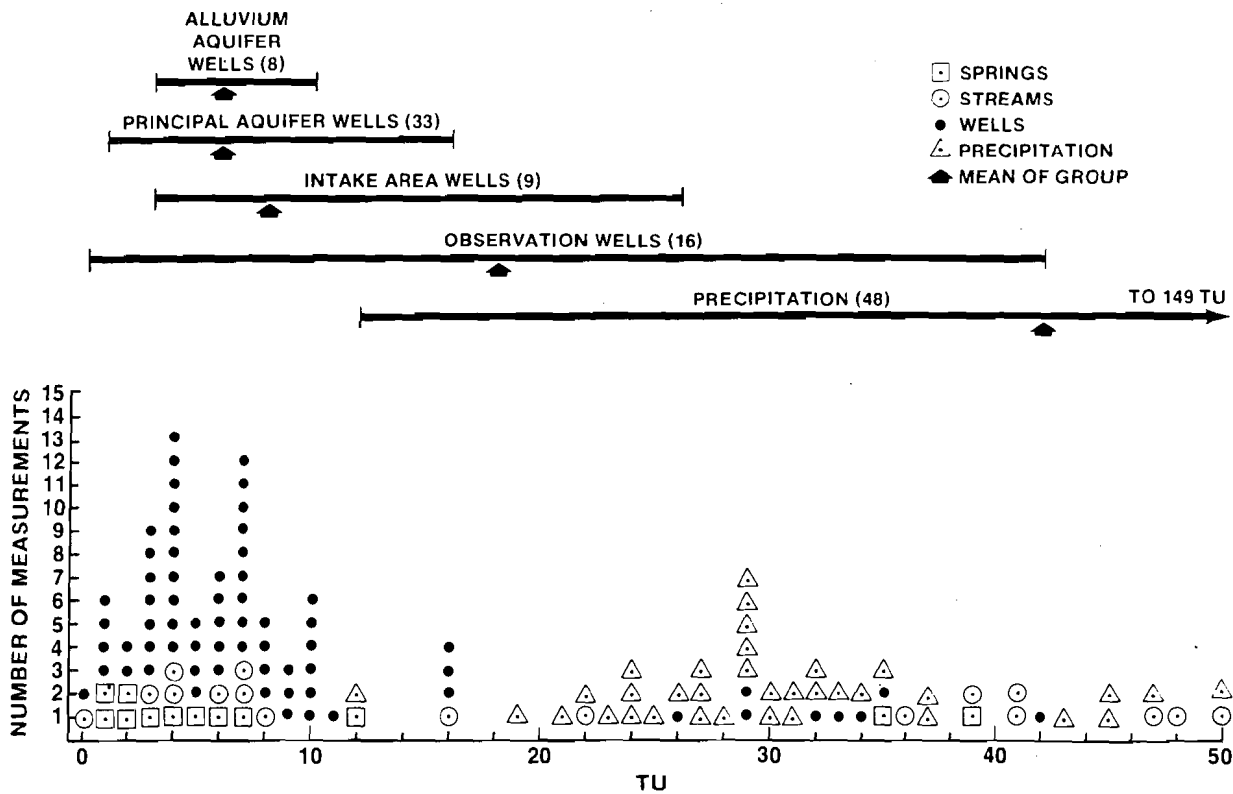 ALLUVIUM
AQUIFER
WELLS (8)
PRINCIPAL AQUIFER WELLS (33)
INTAKE AREA WELLS (9)
OBSERVATION WELLS (16)
PRECIPITATION (48)
TO 149 TU
SPRINGS
STREAMS
WELLS
PRECIPITATION
MEAN OF GROUP
NUMBER OF MEASUREMENTS
15
14
13
12
11
10
9
8
7
6
5
4
3
2
1
0
10
20
30
40
50
TU